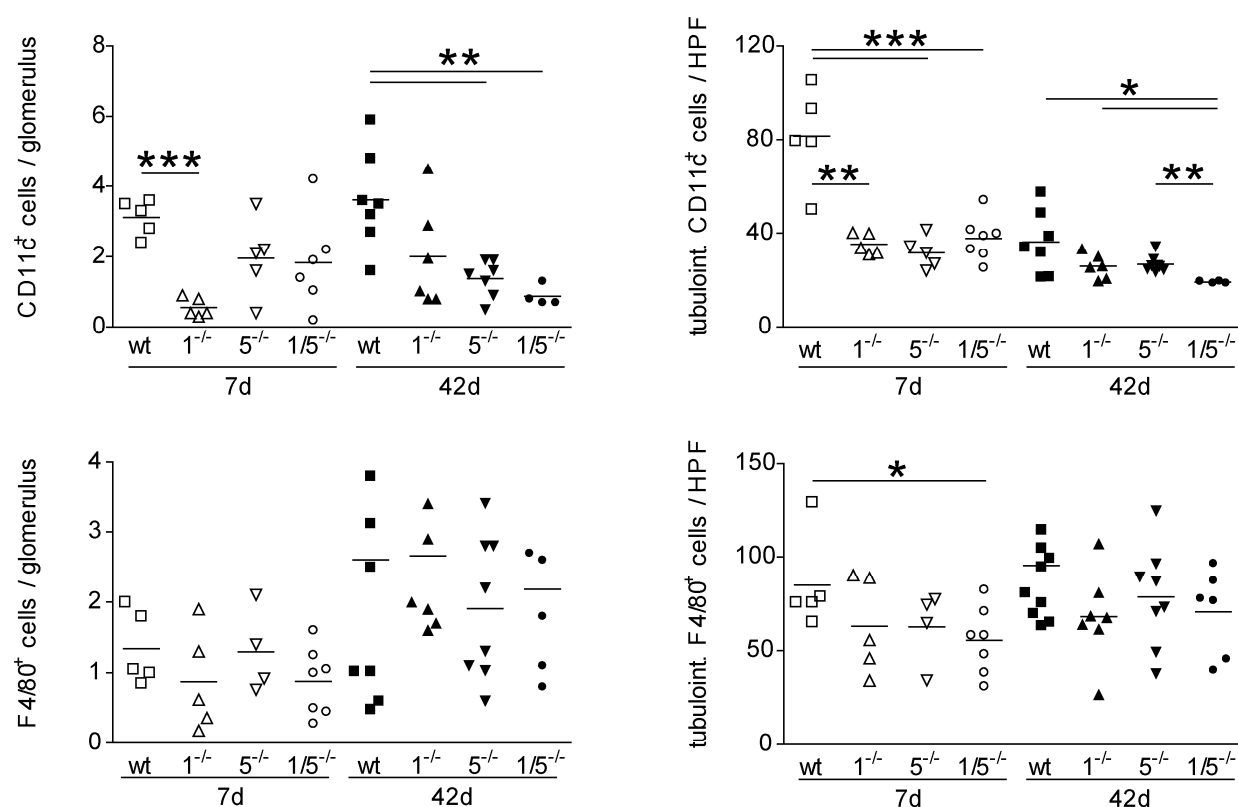 CD11c⁺ cells / glomerulus
8
6
4
2
0
***
**
wt 1⁻/⁻ 5⁻/⁻ 1/5⁻/⁻ wt 1⁻/⁻ 5⁻/⁻ 1/5⁻/⁻
7d 42d
tubuloint. CD11c⁺ cells / HPF
120
80
40
0
***
**
*
**
wt 1⁻/⁻ 5⁻/⁻ 1/5⁻/⁻ wt 1⁻/⁻ 5⁻/⁻ 1/5⁻/⁻
7d 42d
F4/80⁺ cells / glomerulus
4
3
2
1
0
wt 1⁻/⁻ 5⁻/⁻ 1/5⁻/⁻ wt 1⁻/⁻ 5⁻/⁻ 1/5⁻/⁻
7d 42d
tubuloint. F4/80⁺ cells / HPF
150
100
50
0
*
wt 1⁻/⁻ 5⁻/⁻ 1/5⁻/⁻ wt 1⁻/⁻ 5⁻/⁻ 1/5⁻/⁻
7d 42d